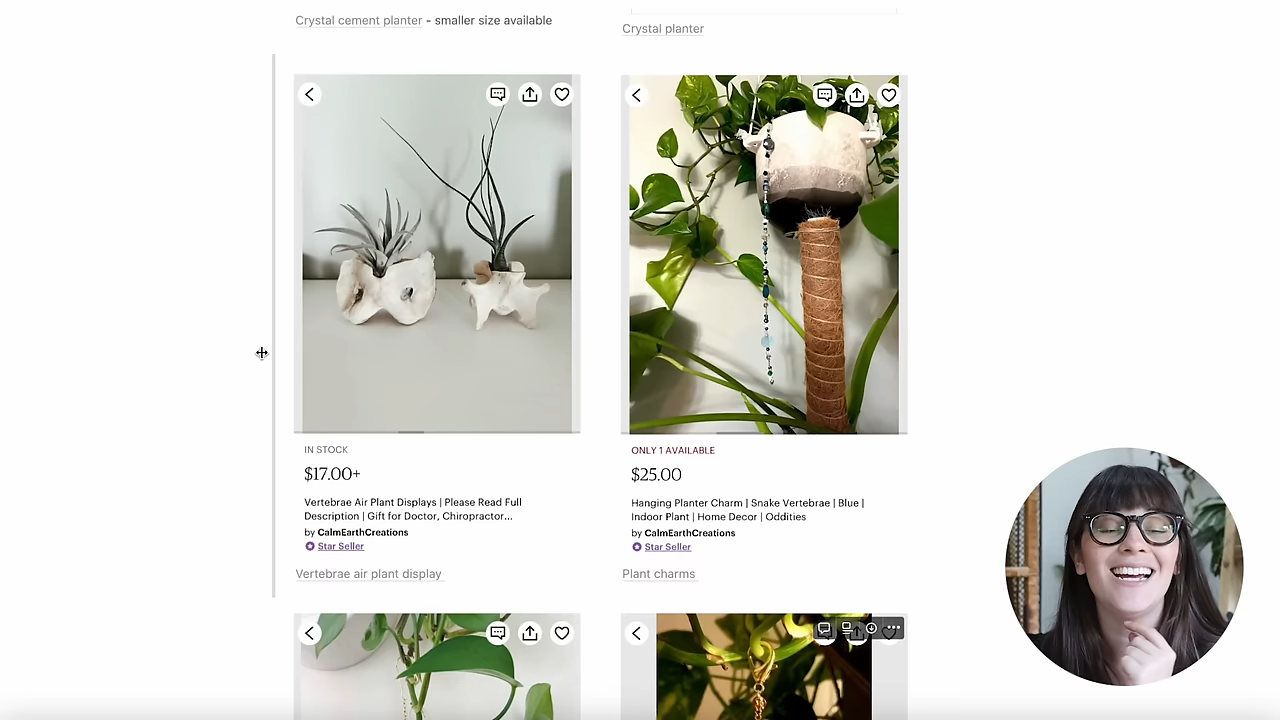 Crystal cement planter - smaller size available
Crystal planter
IN STOCK
$17.00+
Vertebrae Air Plant Displays | Please Read Full
Description | Gift for Doctor, Chiropractor...
by CalmEarthCreations
Star Seller
Vertebrae air plant display
ONLY 1 AVAILABLE
$25.00
Hanging Planter Charm | Snake Vertebrae | Blue |
Indoor Plant | Home Decor | Oddities
by CalmEarthCreations
Star Seller
Plant charms